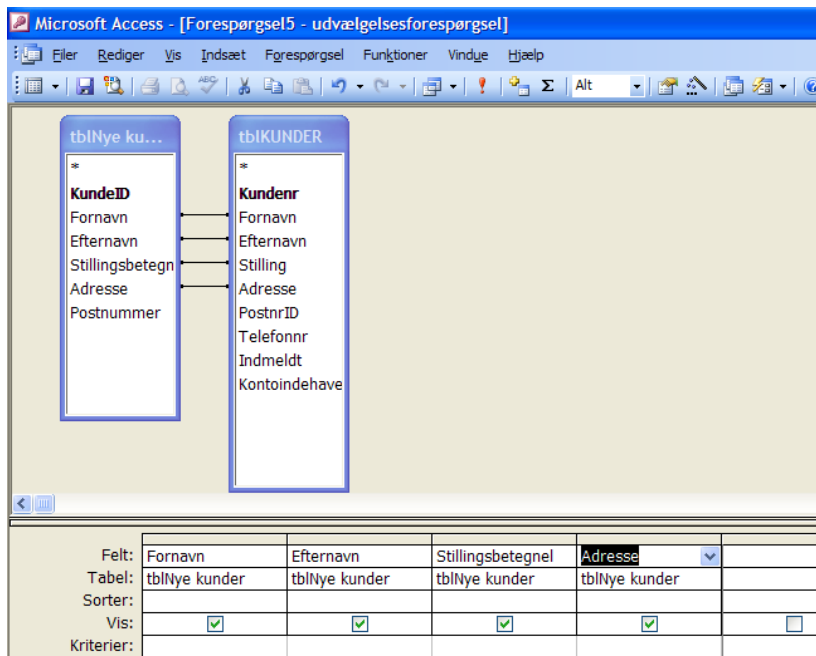 Microsoft Access - [Forespørgsel5 - udvælgelsesforespørgsel]
Filer Rediger Vis Indsæt Forespørgsel Funktioner Vindue Hjælp
ABC Σ Alt
tblNye ku... tblKUNDER
* *
KundeID Kundenr
Fornavn Fornavn
Efternavn Efternavn
Stillingsbetegn Stilling
Adresse Adresse
Postnummer PostnrID
Telefonnr
Indmeldt
Kontoindehave
Felt: Fornavn Efternavn Stillingsbetegnel Adresse
Tabel: tblNye kunder tblNye kunder tblNye kunder tblNye kunder
Sorter:
Vis:
Kriterier: